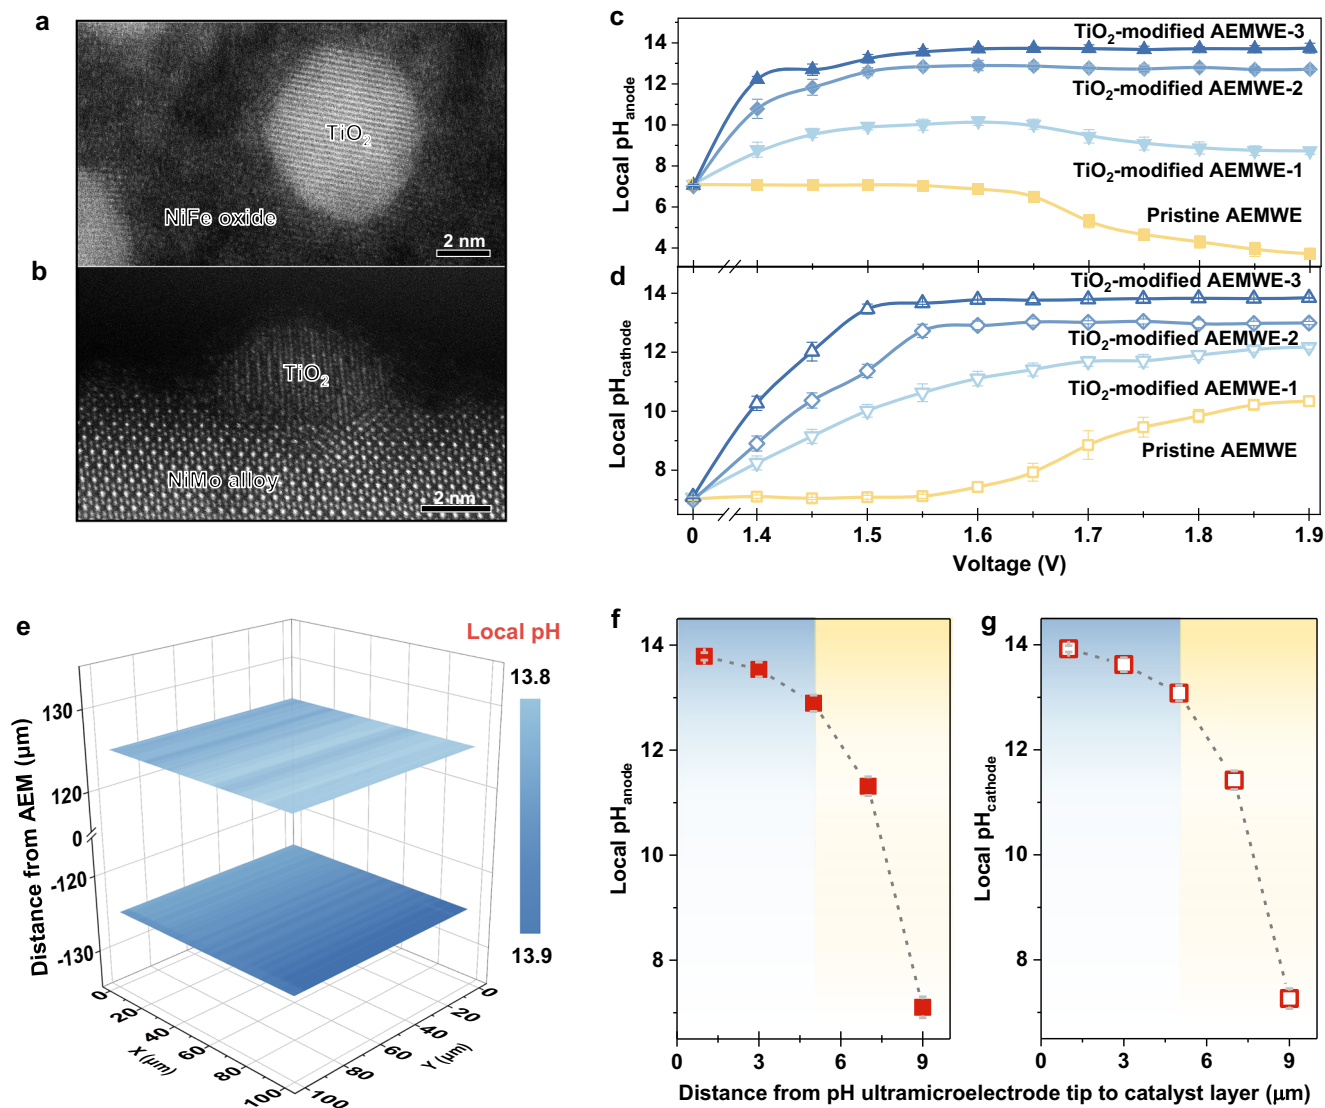 a
TiO2
NiFe oxide
2 nm
b
TiO2
NiMo alloy
2 nm
c
Local pHanode
14
12
10
8
6
4
TiO2-modified AEMWE-3
TiO2-modified AEMWE-2
TiO2-modified AEMWE-1
Pristine AEMWE
d
Local pHcathode
14
12
10
8
TiO2-modified AEMWE-3
TiO2-modified AEMWE-2
TiO2-modified AEMWE-1
Pristine AEMWE
0 1.4 1.5 1.6 1.7 1.8 1.9
Voltage (V)
e
Local pH
13.8
13.9
Distance from AEM (μm)
130
120
0
-120
-130
0 20 40 60 80 100
X (μm)
0 20 40 60 80 100
Y (μm)
f
Local pHanode
14
12
10
8
0 3 6 9
g
Local pHcathode
14
12
10
8
0 3 6 9
Distance from pH ultramicroelectrode tip to catalyst layer (μm)